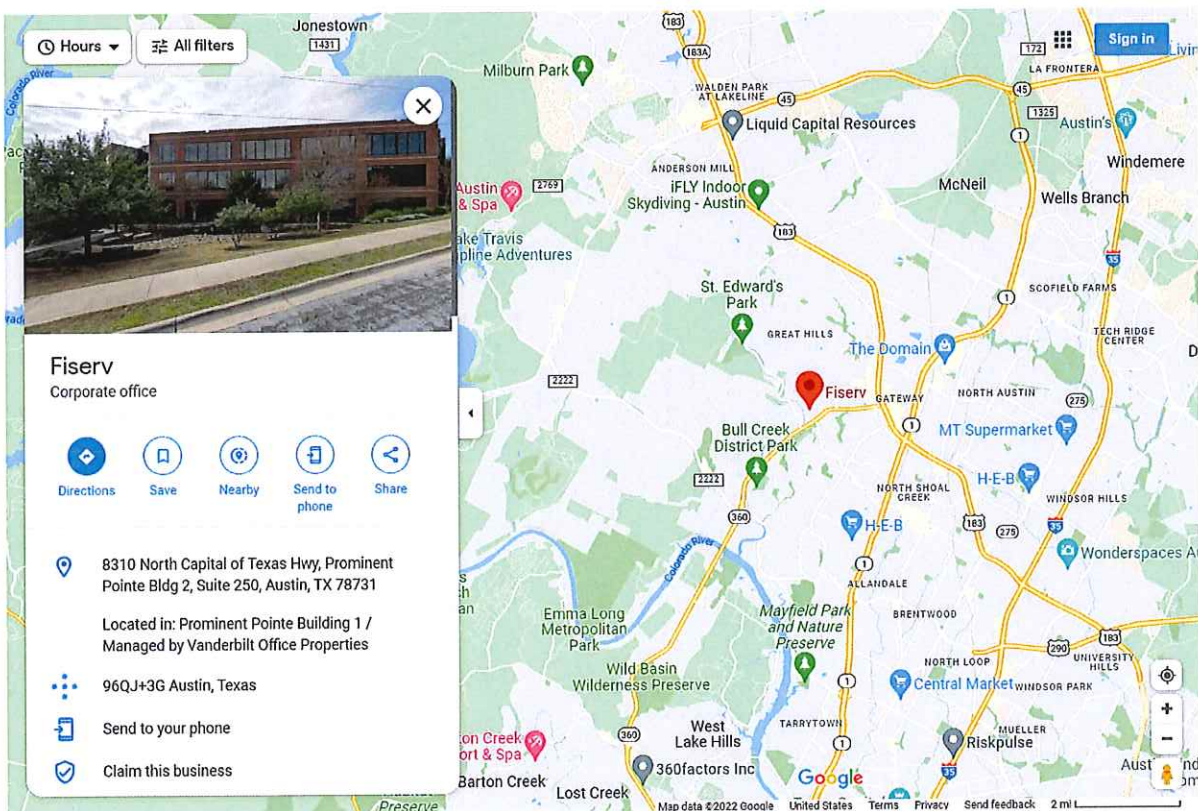 Hours
All filters
Sign in
Fiserv
Corporate office
Directions
Save
Nearby
Send to
phone
Share
8310 North Capital of Texas Hwy, Prominent
Pointe Bldg 2, Suite 250, Austin, TX 78731
Located in: Prominent Pointe Building 1 /
Managed by Vanderbilt Office Properties
96QJ+3G Austin, Texas
Send to your phone
Claim this business
Jonestown
1431
Colorado River
Milburn Park
183
183A
WALDEN PARK
AT LAKELINE
45
Liquid Capital Resources
172
LA FRONTERA
45
1325
1
Austin's
Windemere
ANDERSON MILL
iFLY Indoor
Skydiving - Austin
183
McNeil
Wells Branch
Austin
& Spa
2769
35
1
SCOFIELD FARMS
St. Edward's
Park
GREAT HILLS
TECH RIDGE
CENTER
The Domain
2222
Fiserv
GATEWAY
NORTH AUSTIN
275
1
MT Supermarket
Bull Creek
District Park
2222
H-E-B
NORTH SHOAL
CREEK
WINDSOR HILLS
360
H-E-B
183
275
35
Wonderspaces
Colorado River
1
ALLANDALE
Emma Long
Metropolitan
Park
Mayfield Park
and Nature
Preserve
BRENTWOOD
290
183
UNIVERSITY
HILLS
Wild Basin
Wilderness Preserve
NORTH LOOP
1
Central Market
WINDSOR PARK
360
West
Lake Hills
TARRYTOWN
1
MUELLER
Riskpulse
35
360factors Inc
Barton Creek
Lost Creek
Preserve
Google
Map data ©2022 Google
United States
Terms
Privacy
Send feedback
2 mi